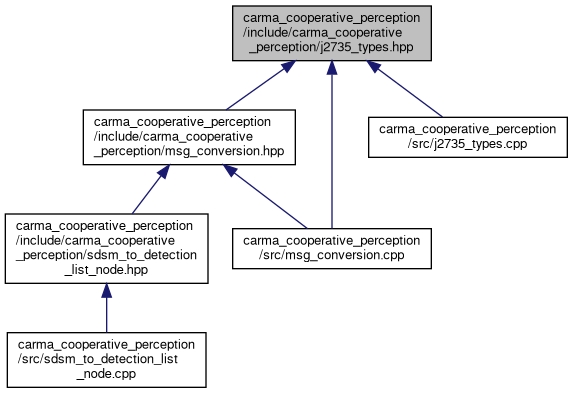 carma_cooperative_perception
/include/carma_cooperative
_perception/j2735_types.hpp
carma_cooperative_perception
/include/carma_cooperative
_perception/msg_conversion.hpp
carma_cooperative_perception
/src/j2735_types.cpp
carma_cooperative_perception
/include/carma_cooperative
_perception/sdsm_to_detection
_list_node.hpp
carma_cooperative_perception
/src/msg_conversion.cpp
carma_cooperative_perception
/src/sdsm_to_detection_list
_node.cpp